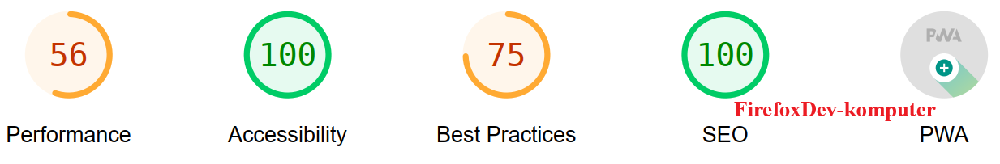 56 100 75 100 PWA
FirefoxDev-komputer
Performance Accessibility Best Practices SEO PWA